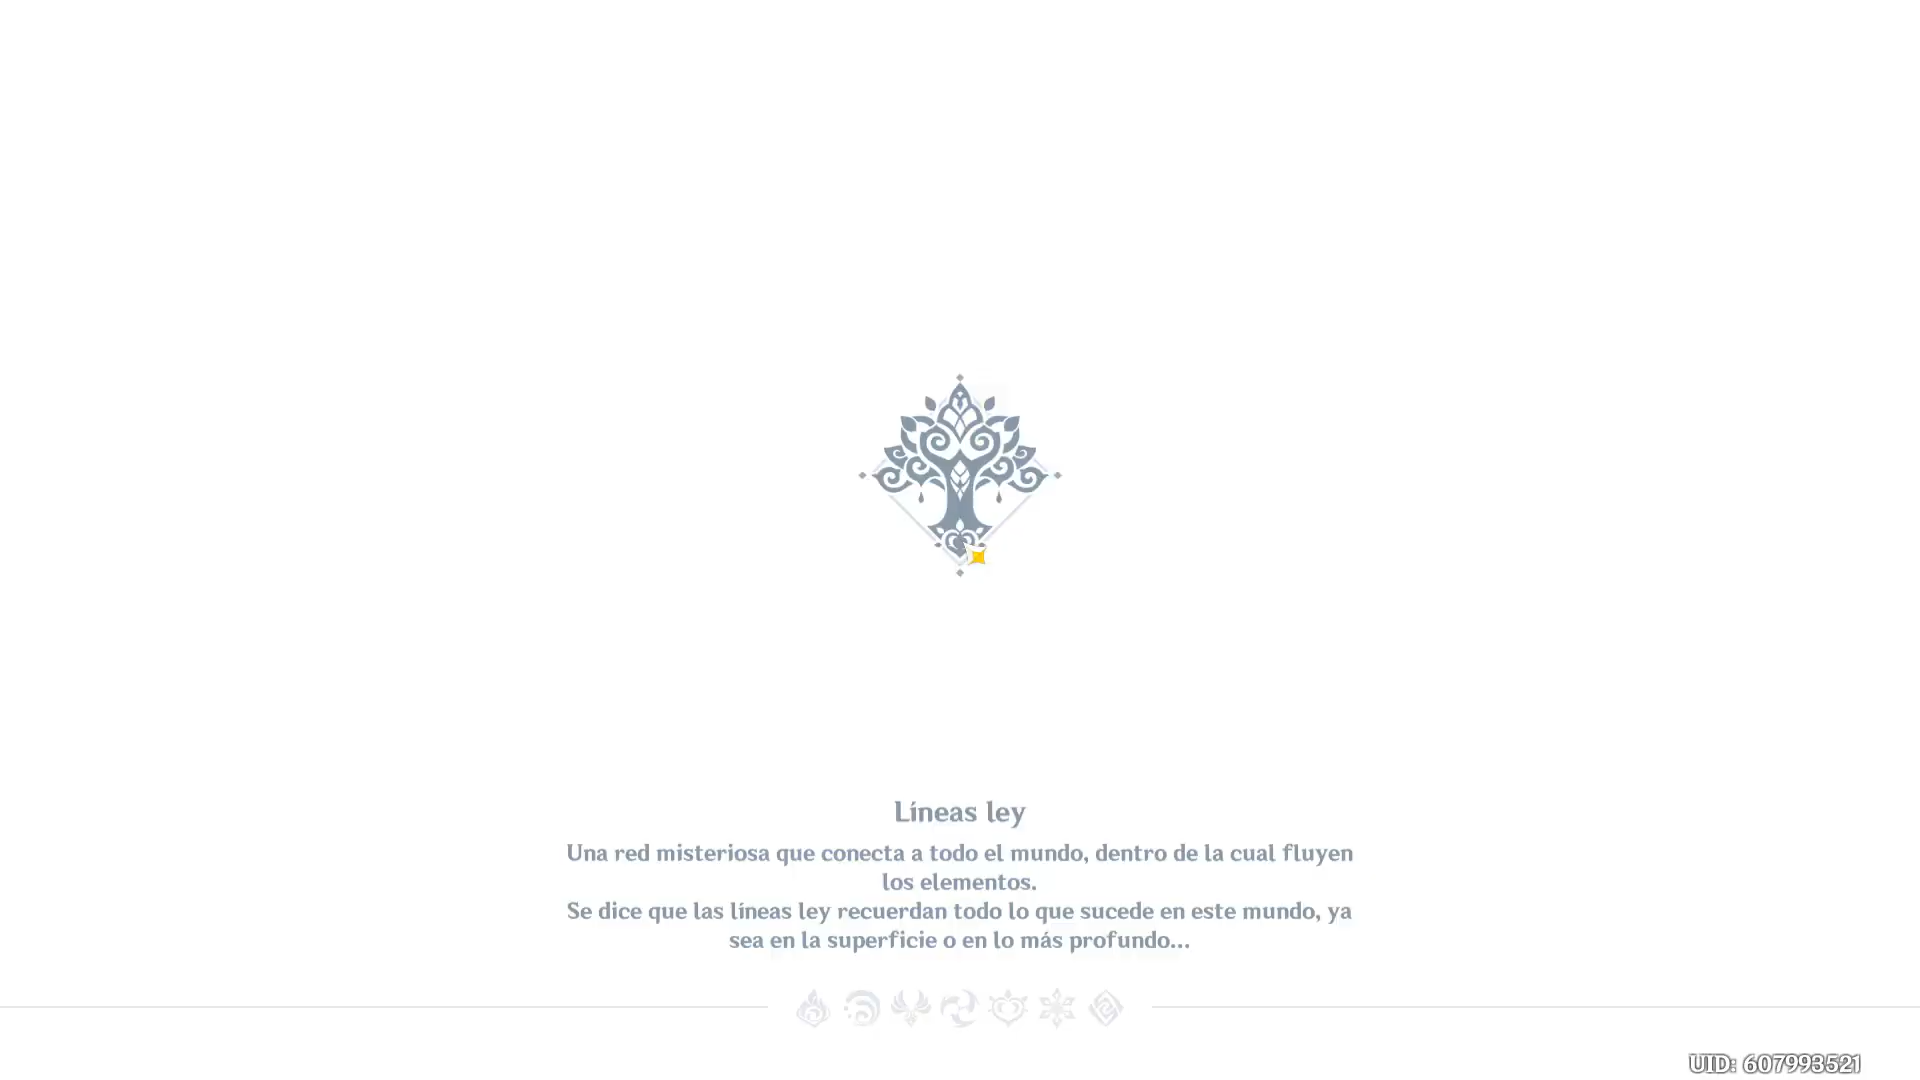 Líneas ley
Una red misteriosa que conecta a todo el mundo, dentro de la cual fluyen
los elementos.
Se dice que las líneas ley recuerdan todo lo que sucede en este mundo, ya
sea en la superficie o en lo más profundo...
UID: 607993521